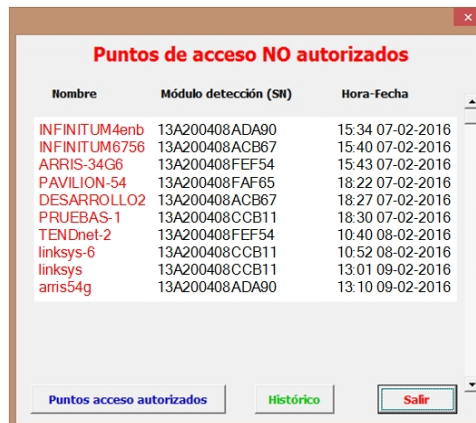 Puntos de acceso NO autorizados
Nombre Módulo detección (SN) Hora-Fecha
INFINITUM4enb 13A200408ADA90 15:34 07-02-2016
INFINITUM6756 13A200408ACB67 15:40 07-02-2016
ARRIS-34G6 13A200408FEF54 15:43 07-02-2016
PAVILION-54 13A200408FAF65 18:22 07-02-2016
DESARROLLO2 13A200408ACB67 18:27 07-02-2016
PRUEBAS-1 13A200408CCB11 18:30 07-02-2016
TENDnet-2 13A200408FEF54 10:40 08-02-2016
linksys-6 13A200408CCB11 10:52 08-02-2016
linksys 13A200408CCB11 13:01 09-02-2016
arris54g 13A200408ADA90 13:10 09-02-2016
Puntos acceso autorizados Histórico Salir